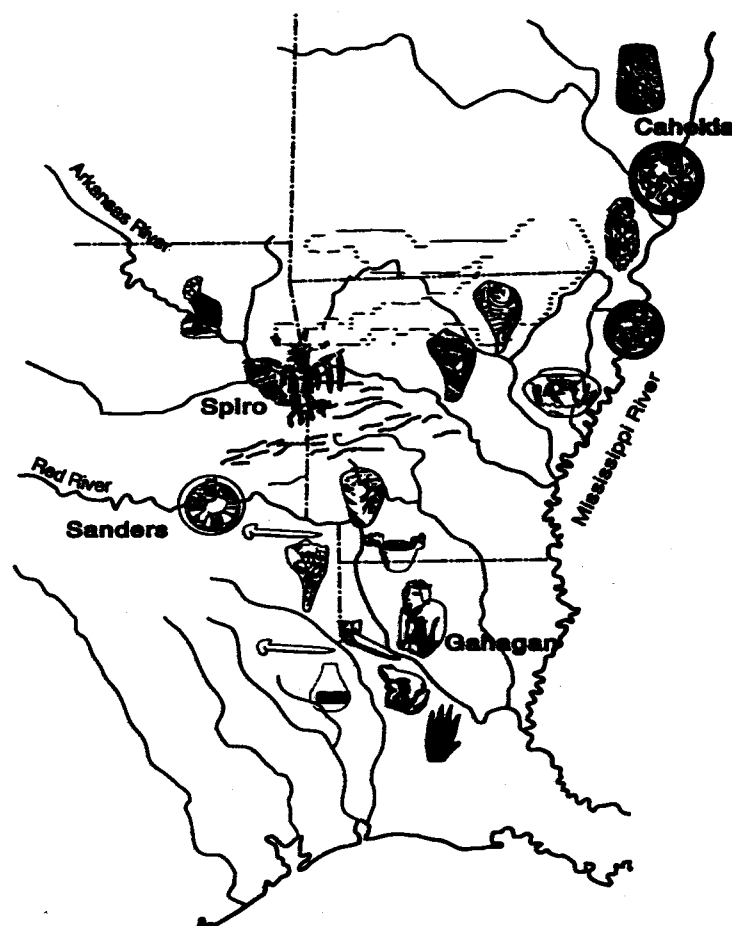 Cahokia
Arkansas River
Spiro
Mississippi River
Red River
Sanders
Gahagan